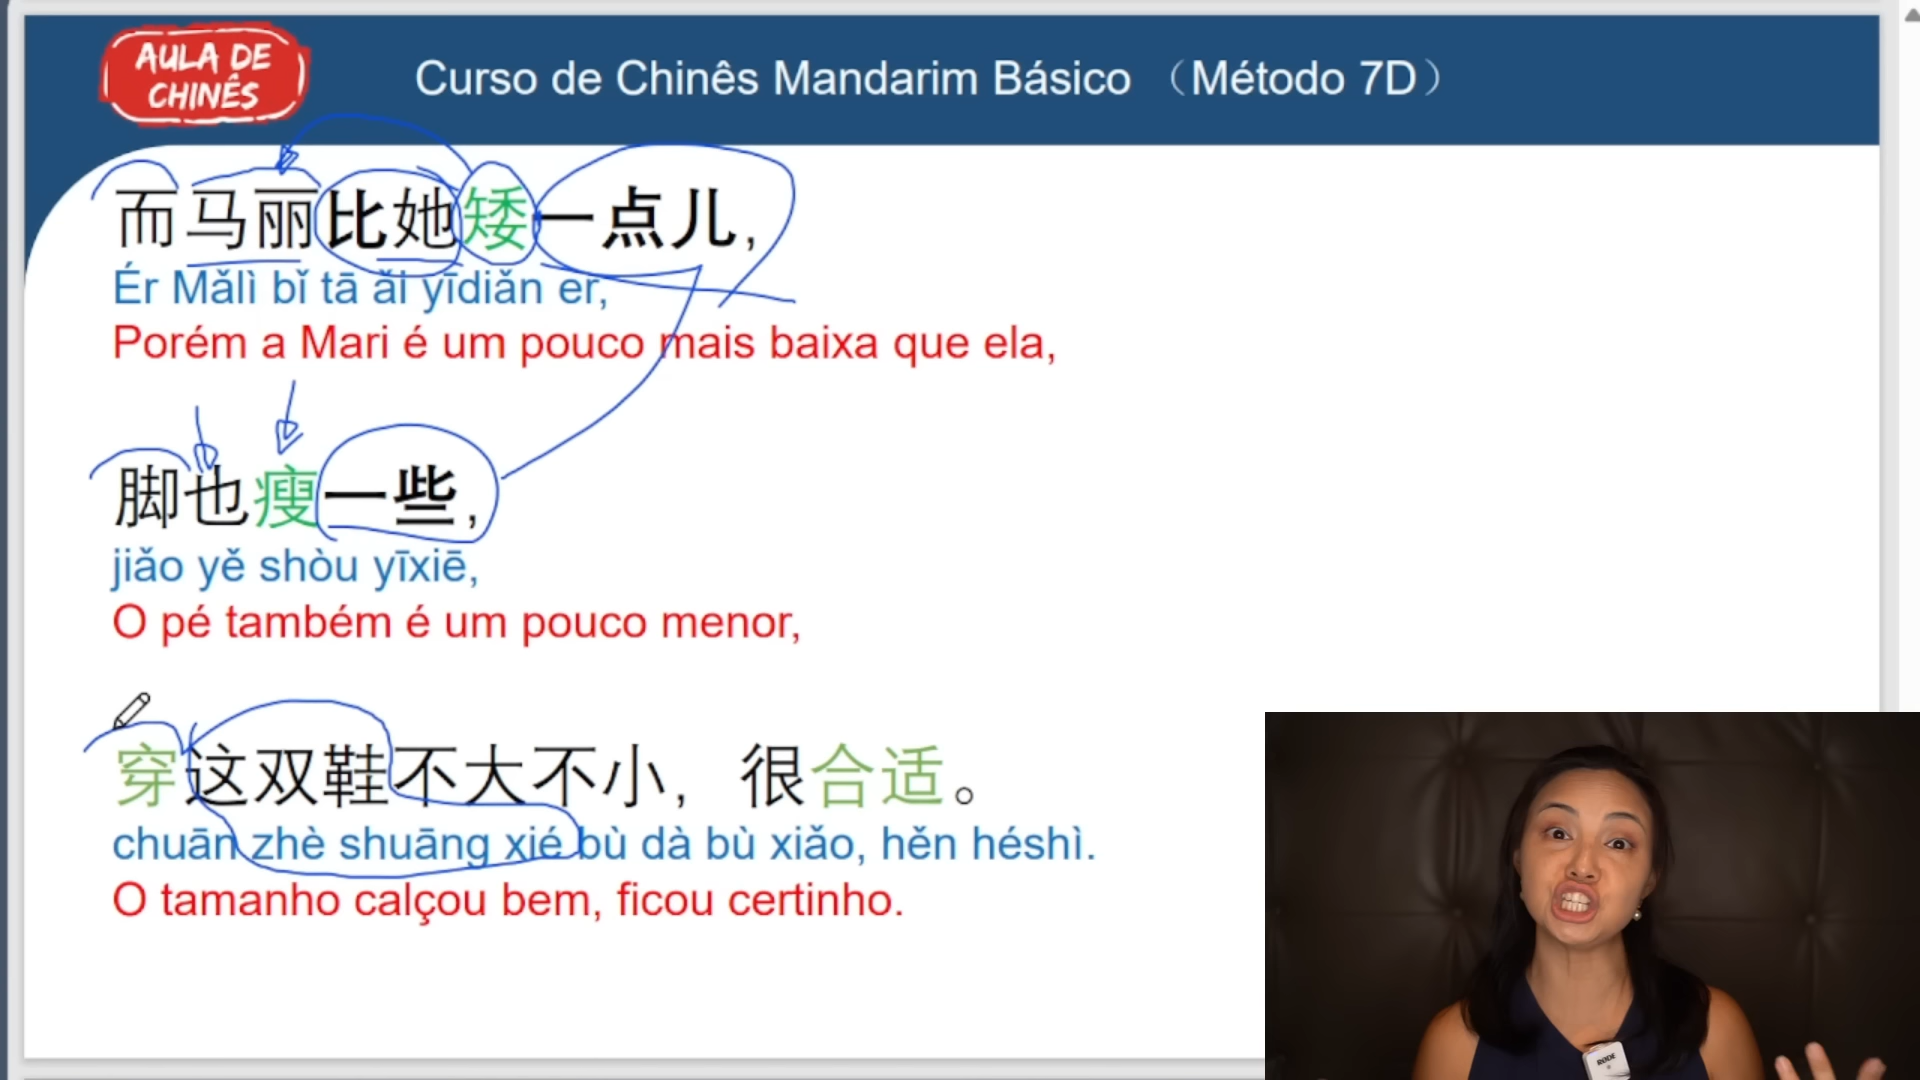 AULA DE
CHINÊS
Curso de Chinês Mandarim Básico （Método 7D）
而马丽比她矮一点儿,
Ér Mǎlì bǐ tā ǎi yīdiǎn er,
Porém a Mari é um pouco mais baixa que ela,
脚也瘦一些,
jiǎo yě shòu yīxiē,
O pé também é um pouco menor,
穿这双鞋不大不小, 很合适。
chuān zhè shuāng xié bù dà bù xiǎo, hěn héshì.
O tamanho calçou bem, ficou certinho.
RØDE